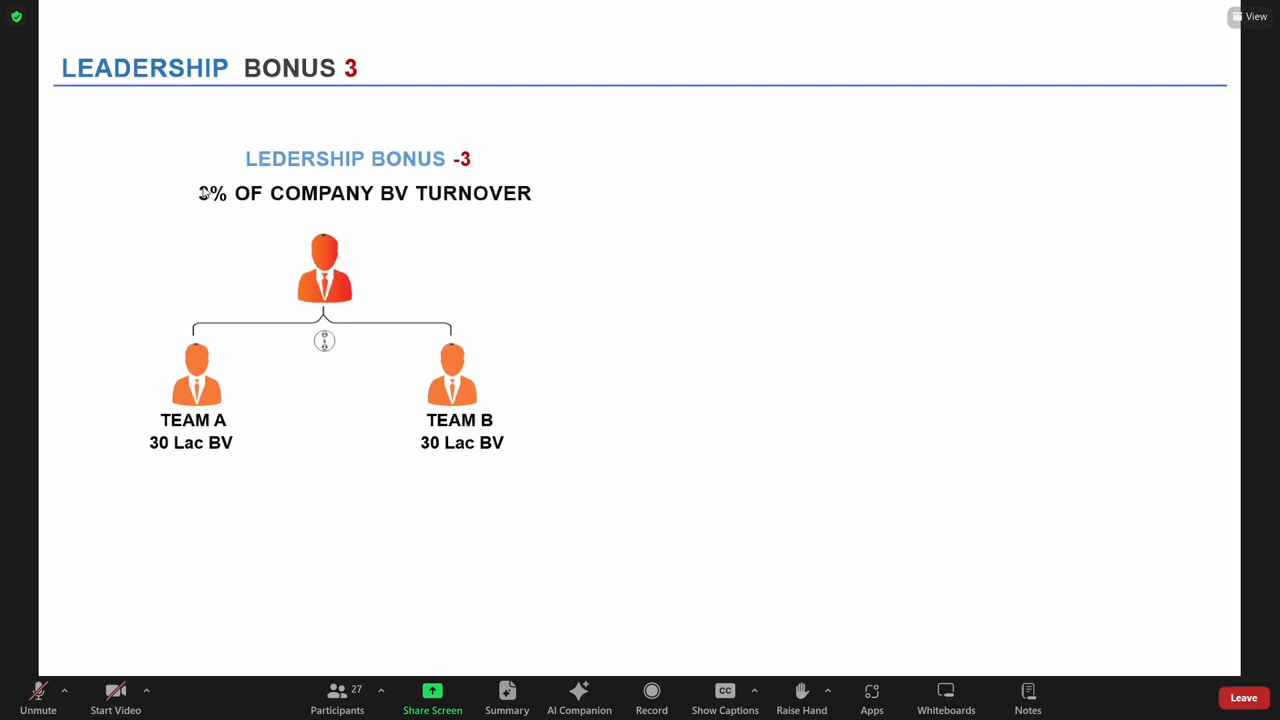 View
LEADERSHIP BONUS 3
LEDERSHIP BONUS -3
% OF COMPANY BV TURNOVER
TEAM A
30 Lac BV
TEAM B
30 Lac BV
27
CC
Unmute
Start Video
Participants
Share Screen
Summary
AI Companion
Record
Show Captions
Raise Hand
Apps
Whiteboards
Notes
Leave